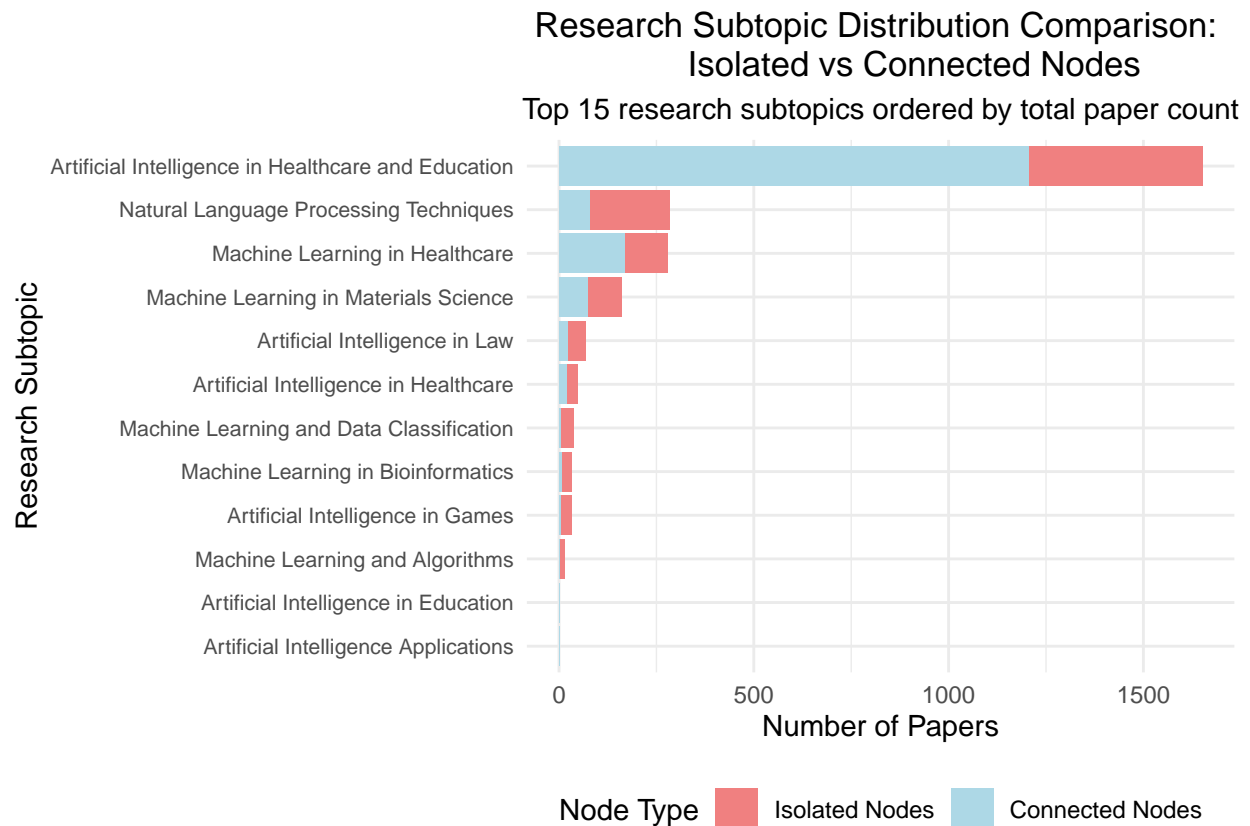 Research Subtopic Distribution Comparison:
Isolated vs Connected Nodes
Top 15 research subtopics ordered by total paper count
Research Subtopic
Artificial Intelligence in Healthcare and Education
Natural Language Processing Techniques
Machine Learning in Healthcare
Machine Learning in Materials Science
Artificial Intelligence in Law
Artificial Intelligence in Healthcare
Machine Learning and Data Classification
Machine Learning in Bioinformatics
Artificial Intelligence in Games
Machine Learning and Algorithms
Artificial Intelligence in Education
Artificial Intelligence Applications
0 500 1000 1500
Number of Papers
Node Type Isolated Nodes Connected Nodes